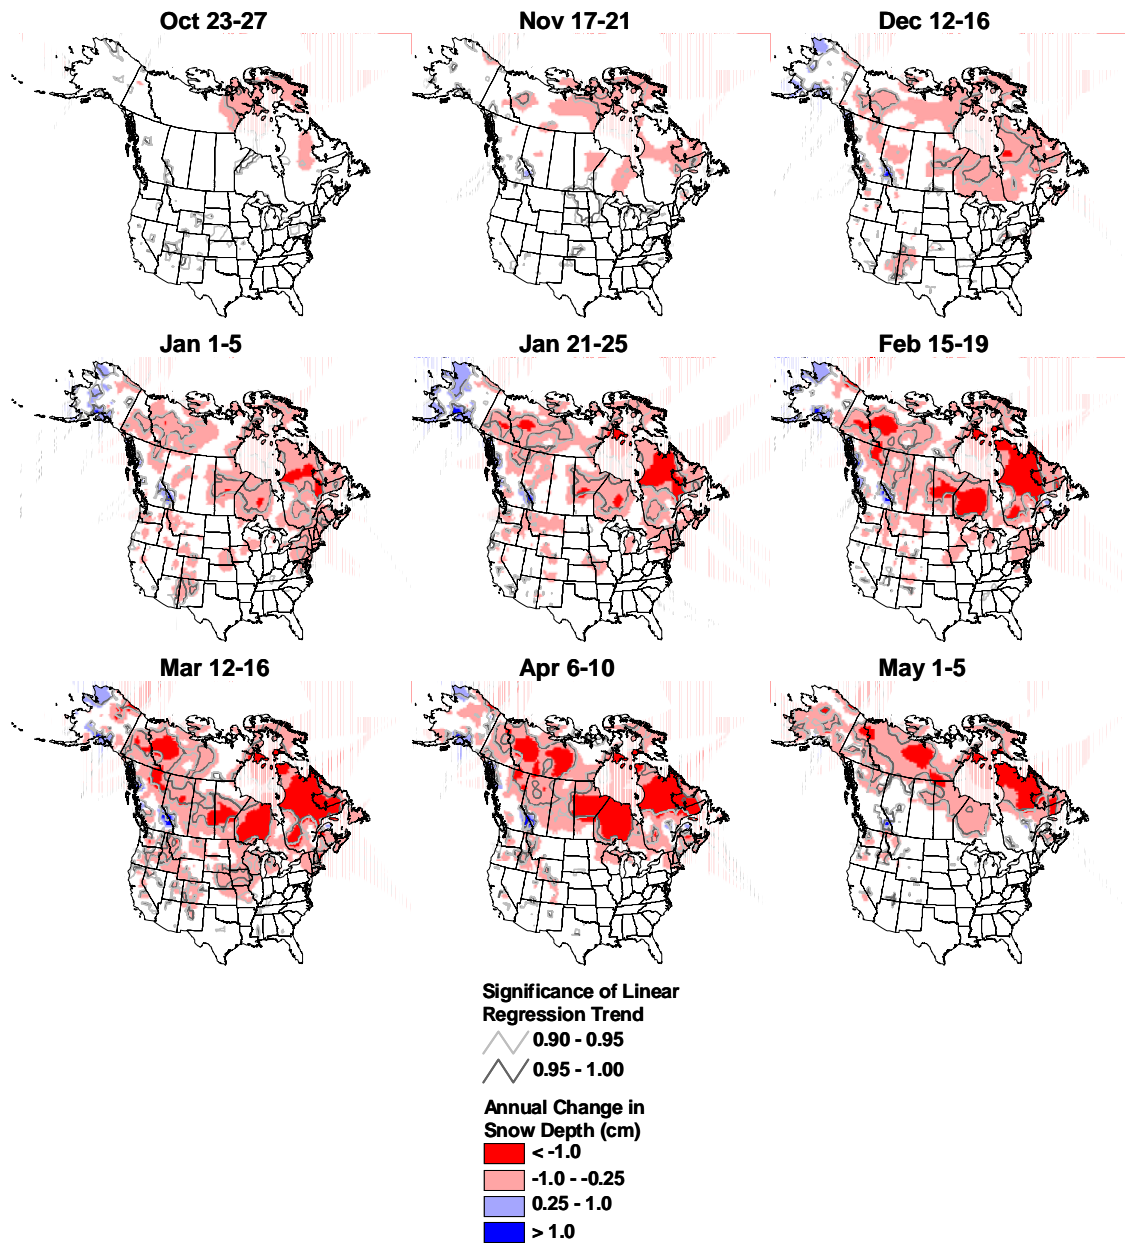 Oct 23-27
Nov 17-21
Dec 12-16
Jan 1-5
Jan 21-25
Feb 15-19
Mar 12-16
Apr 6-10
May 1-5
Significance of Linear
Regression Trend
0.90 - 0.95
0.95 - 1.00
Annual Change in
Snow Depth (cm)
< -1.0
-1.0 - -0.25
0.25 - 1.0
> 1.0